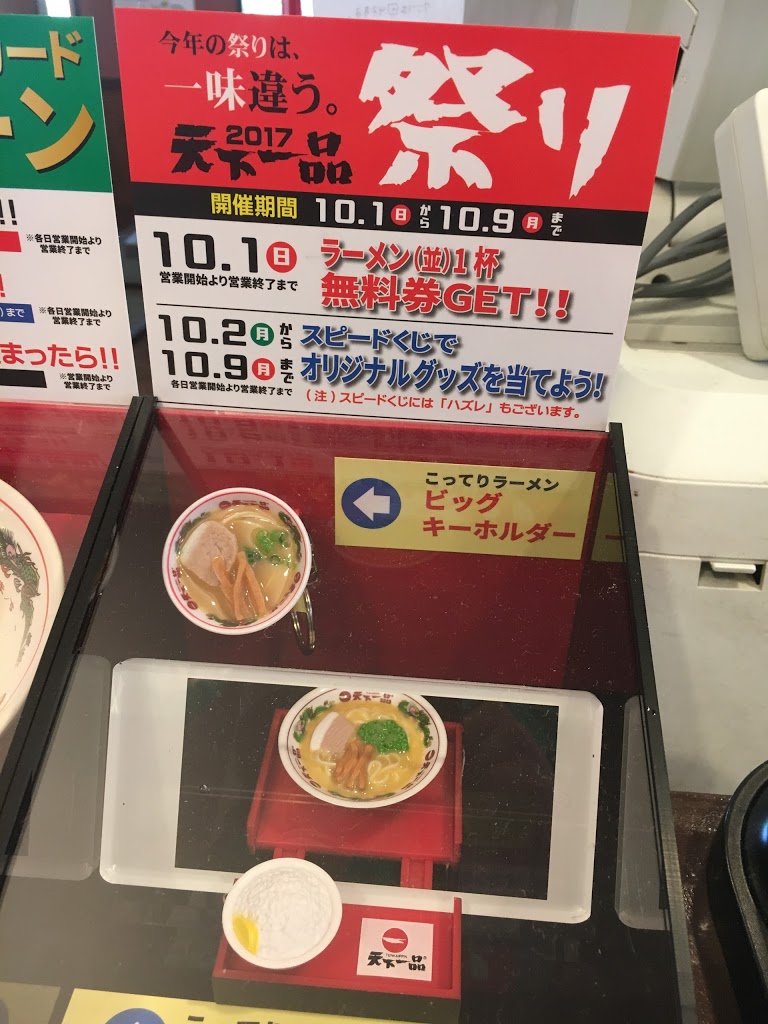 今年の祭りは、
一味違う。
2017
天下一品
祭り
開催期間 10.1日から10.9月まで
10.1日
営業開始より営業終了まで
ラーメン(並)1杯
無料券GET!!
10.2月から
10.9月まで
各日営業開始より営業終了まで
スピードくじで
オリジナルグッズを当てよう!
(注)スピードくじには「ハズレ」もございます。
ード
ーン
!!
※各日営業開始より
営業終了まで
!
まで
※各日営業開始より
営業終了まで
まったら!!
※営業開始より
営業終了まで
こってりラーメン
ビッグ
キーホルダー
天下一品
天下一品